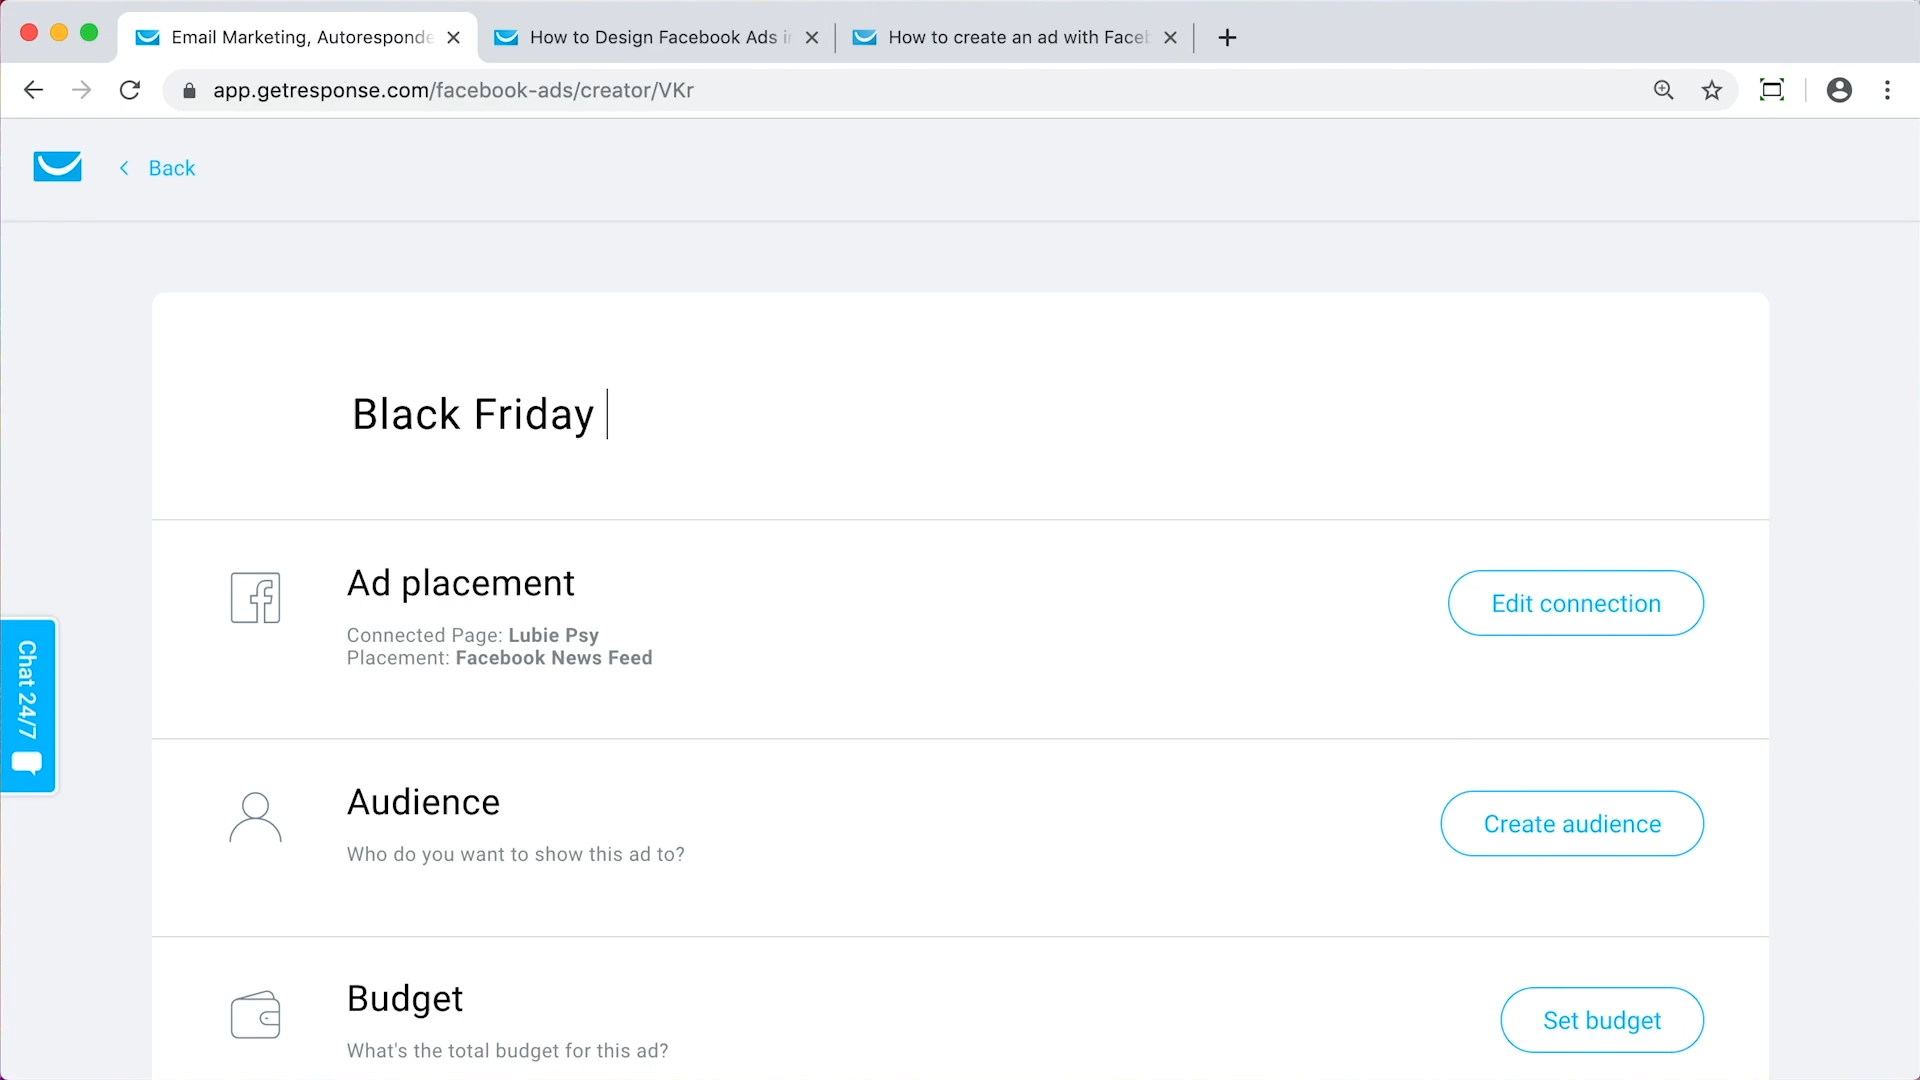 Email Marketing, Autoresponde
How to Design Facebook Ads i
How to create an ad with Faceb
app.getresponse.com/facebook-ads/creator/VKr
Back
Black Friday
Ad placement
Connected Page: Lubie Psy
Placement: Facebook News Feed
Edit connection
Chat 24/7
Audience
Who do you want to show this ad to?
Create audience
Budget
What's the total budget for this ad?
Set budget